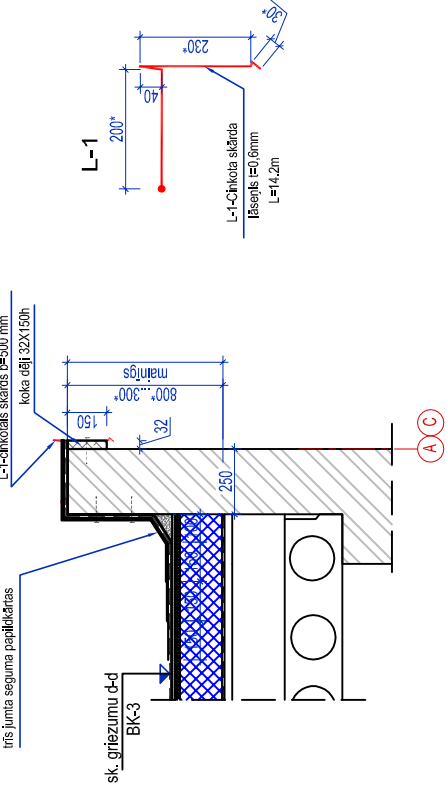 L-1-cinkotais skārds b=500 mm
koka dēļi 32X150h
trīs jumta seguma papildkārtas
sk. griezumu d-d
BK-3
150
800*...300*
mainīgs
32
250
A
C
L-1
200*
40
230*
30*
L-1-Cinkota skārda
lāsenis t=0,6mm
L=14.2m